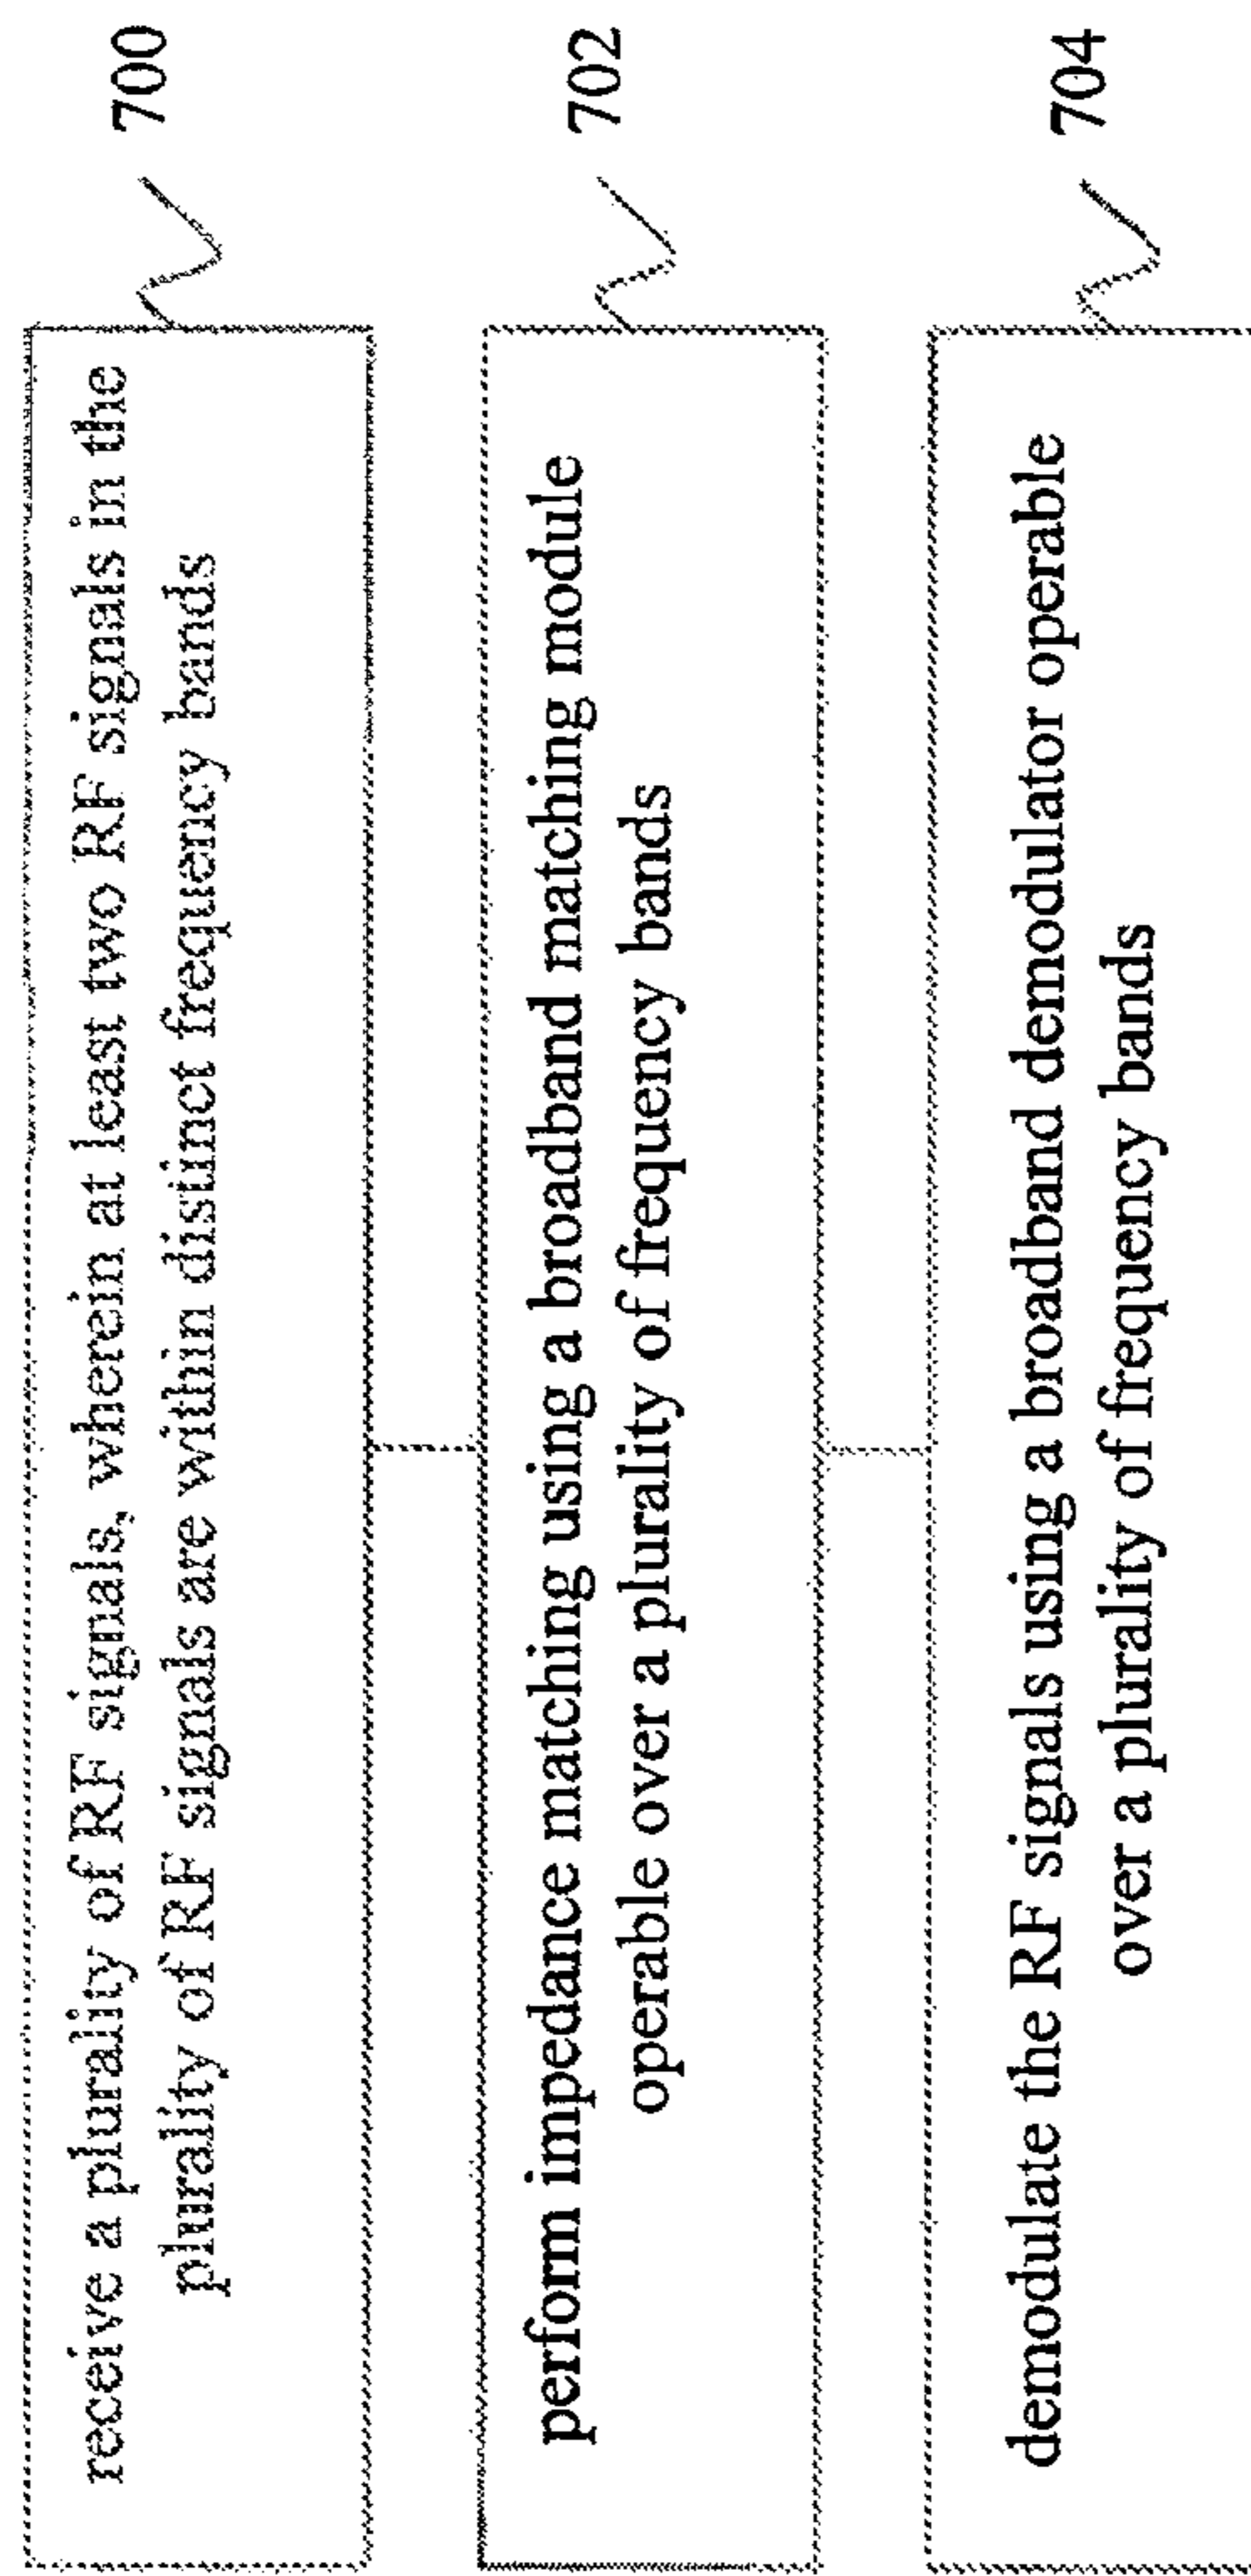 receive a plurality of RF signals, wherein at least two RF signals in the
plurality of RF signals are within distinct frequency bands
700
perform impedance matching using a broadband matching module
operable over a plurality of frequency bands
702
demodulate the RF signals using a broadband demodulator operable
over a plurality of frequency bands
704